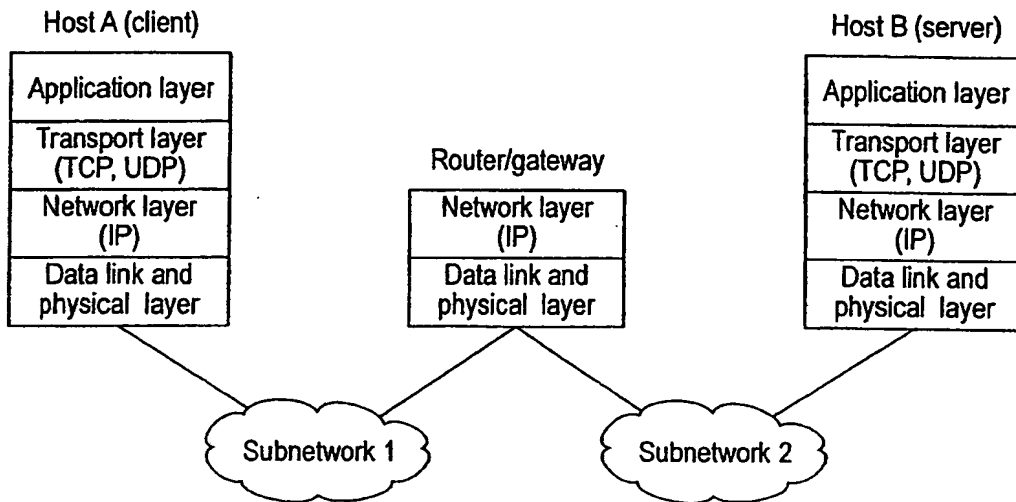 Host A (client)
Application layer
Transport layer
(TCP, UDP)
Network layer
(IP)
Data link and
physical layer
Router/gateway
Network layer
(IP)
Data link and
physical layer
Host B (server)
Application layer
Transport layer
(TCP, UDP)
Network layer
(IP)
Data link and
physical layer
Subnetwork 1
Subnetwork 2